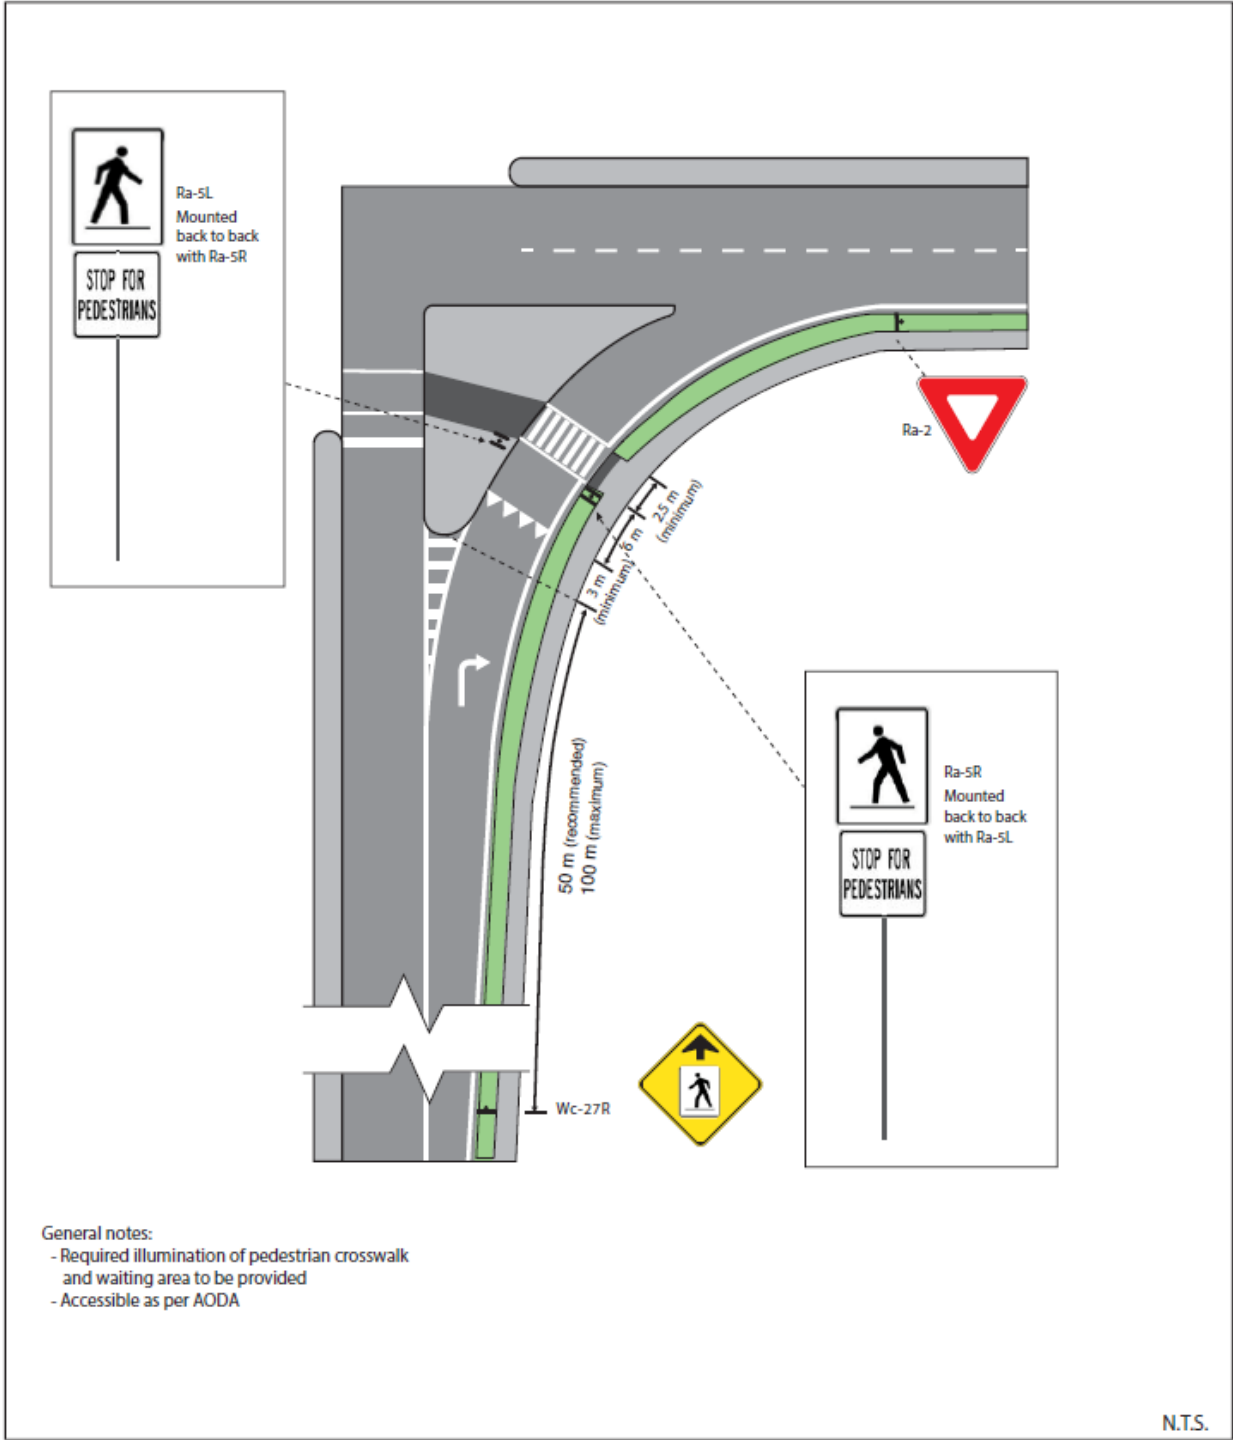 Ra-5L
Mounted
back to back
with Ra-5R
STOP FOR
PEDESTRIANS
Ra-2
2.5 m
(minimum)
6 m
3 m
(minimum)
50 m (recommended)
100 m (maximum)
Ra-5R
Mounted
back to back
with Ra-5L
STOP FOR
PEDESTRIANS
Wc-27R
General notes:
- Required illumination of pedestrian crosswalk
and waiting area to be provided
- Accessible as per AODA
N.T.S.